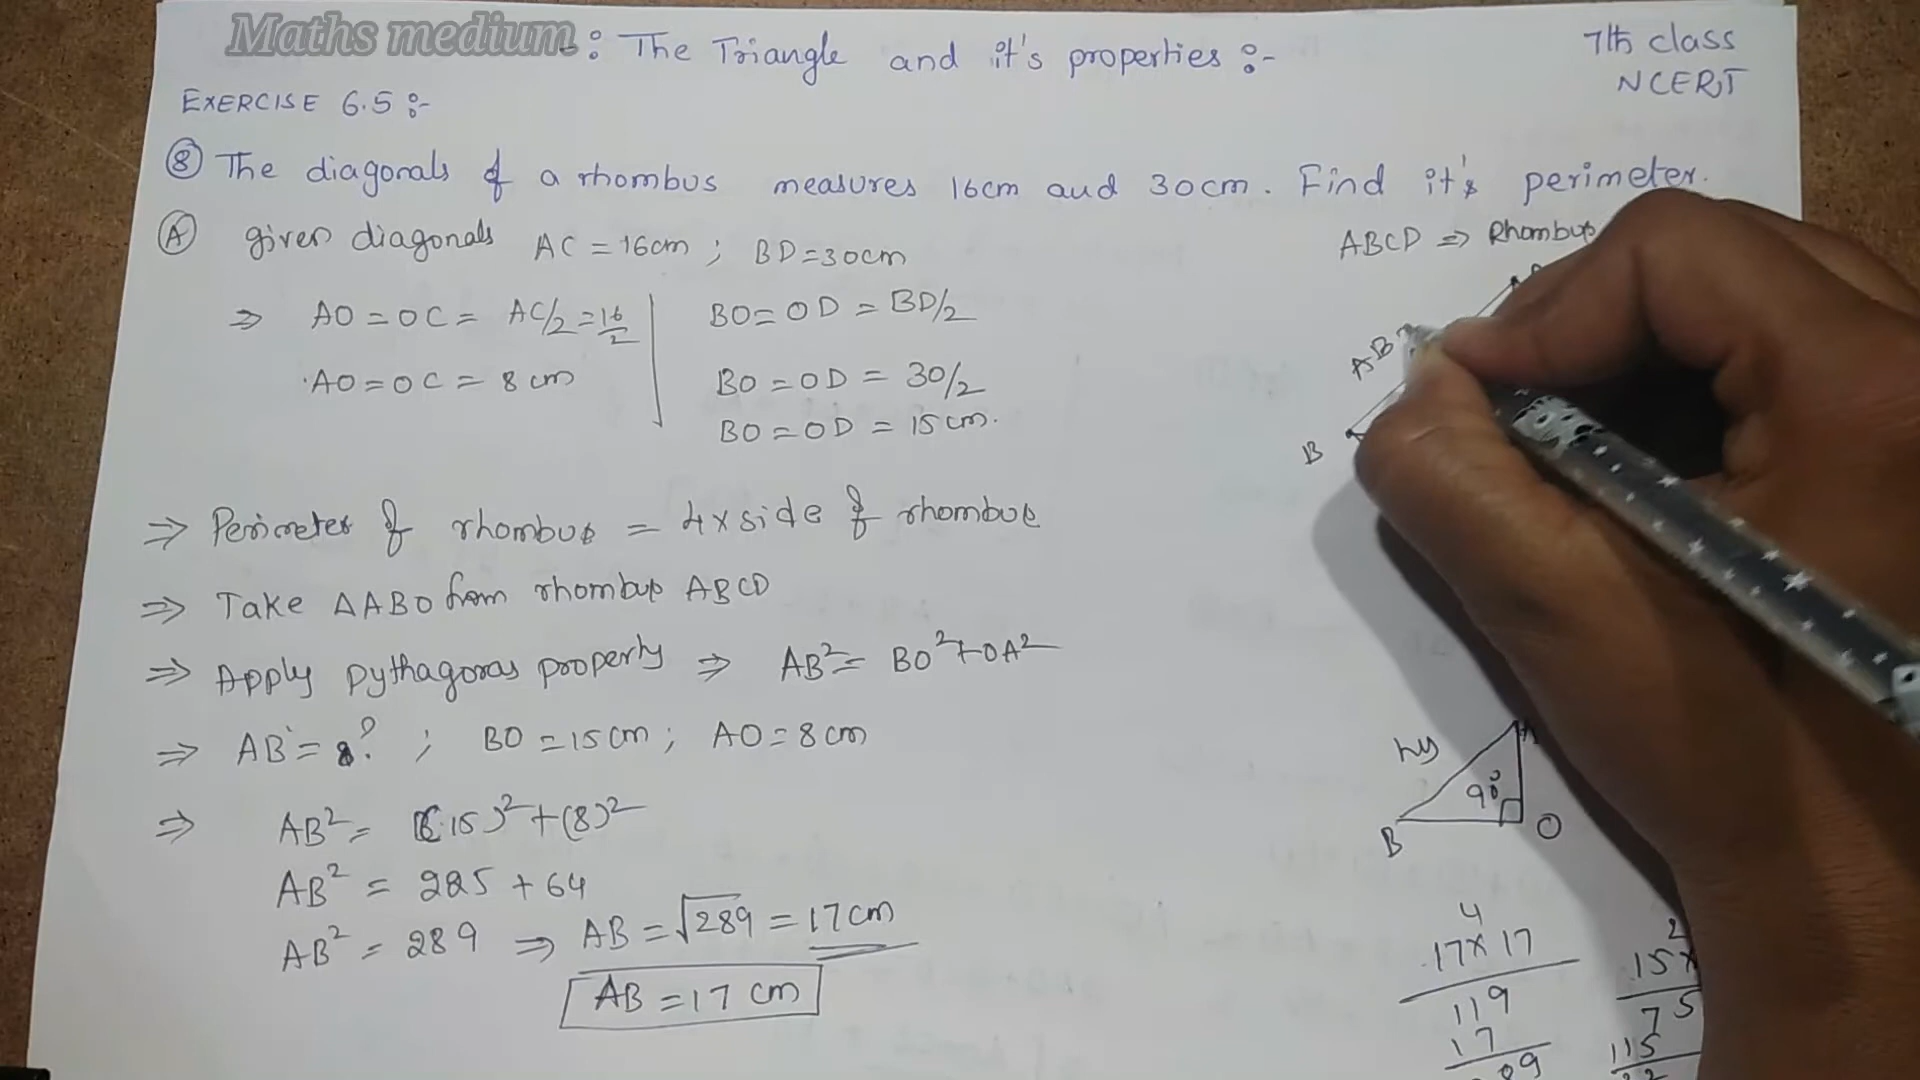 Maths medium
-: The Triangle and it's properties :-
7th class
NCERT
EXERCISE 6.5 :-
⑧ The diagonals of a rhombus measures 16cm and 30cm. Find it's perimeter.
Ⓐ given diagonals AC = 16cm ; BD = 30cm
ABCD ⇒ Rhombus
⇒ AO = OC = AC/2 = 16/2
BO = OD = BD/2
AO = OC = 8 cm
BO = OD = 30/2
BO = OD = 15 cm.
AB
B
⇒ Perimeter of rhombus = 4 x side of rhombus
⇒ Take ΔABO from rhombus ABCD
⇒ Apply pythagoras property ⇒ AB² = BO² + OA²
⇒ AB = ? ; BO = 15 cm ; AO = 8 cm
⇒ AB² = (15)² + (8)²
AB² = 225 + 64
AB² = 289 ⇒ AB = √289 = 17 cm
AB = 17 cm
hy
A
90°
B
O
4
17 x 17
119
17
2
15 x
75